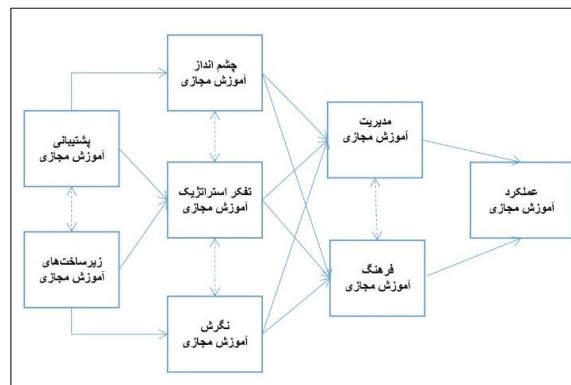 چشم انداز
آموزش مجازی
مدیریت
آموزش مجازی
پشتیبانی
آموزش مجازی
عملکرد
آموزش مجازی
تفکر استراتژیک
آموزش مجازی
فرهنگ
آموزش مجازی
زیرساخت‌های
آموزش مجازی
نگرش
آموزش مجازی